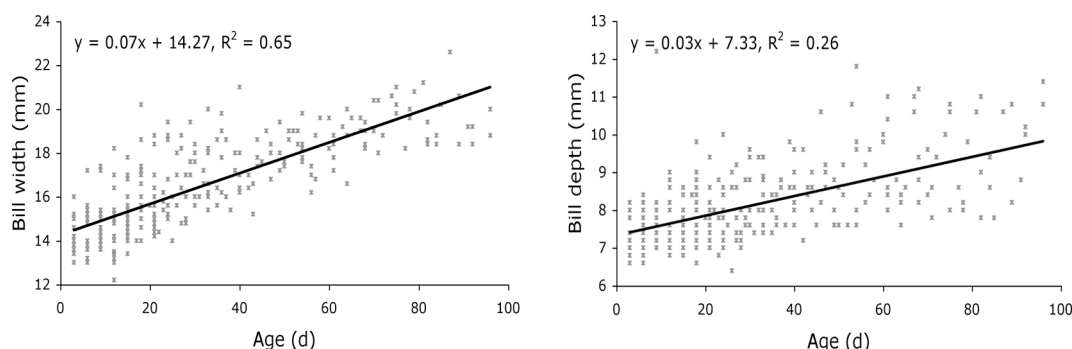 y = 0.07x + 14.27, R² = 0.65
Bill width (mm)
24
22
20
18
16
14
12
0 20 40 60 80 100
Age (d)
y = 0.03x + 7.33, R² = 0.26
Bill depth (mm)
13
12
11
10
9
8
7
6
0 20 40 60 80 100
Age (d)